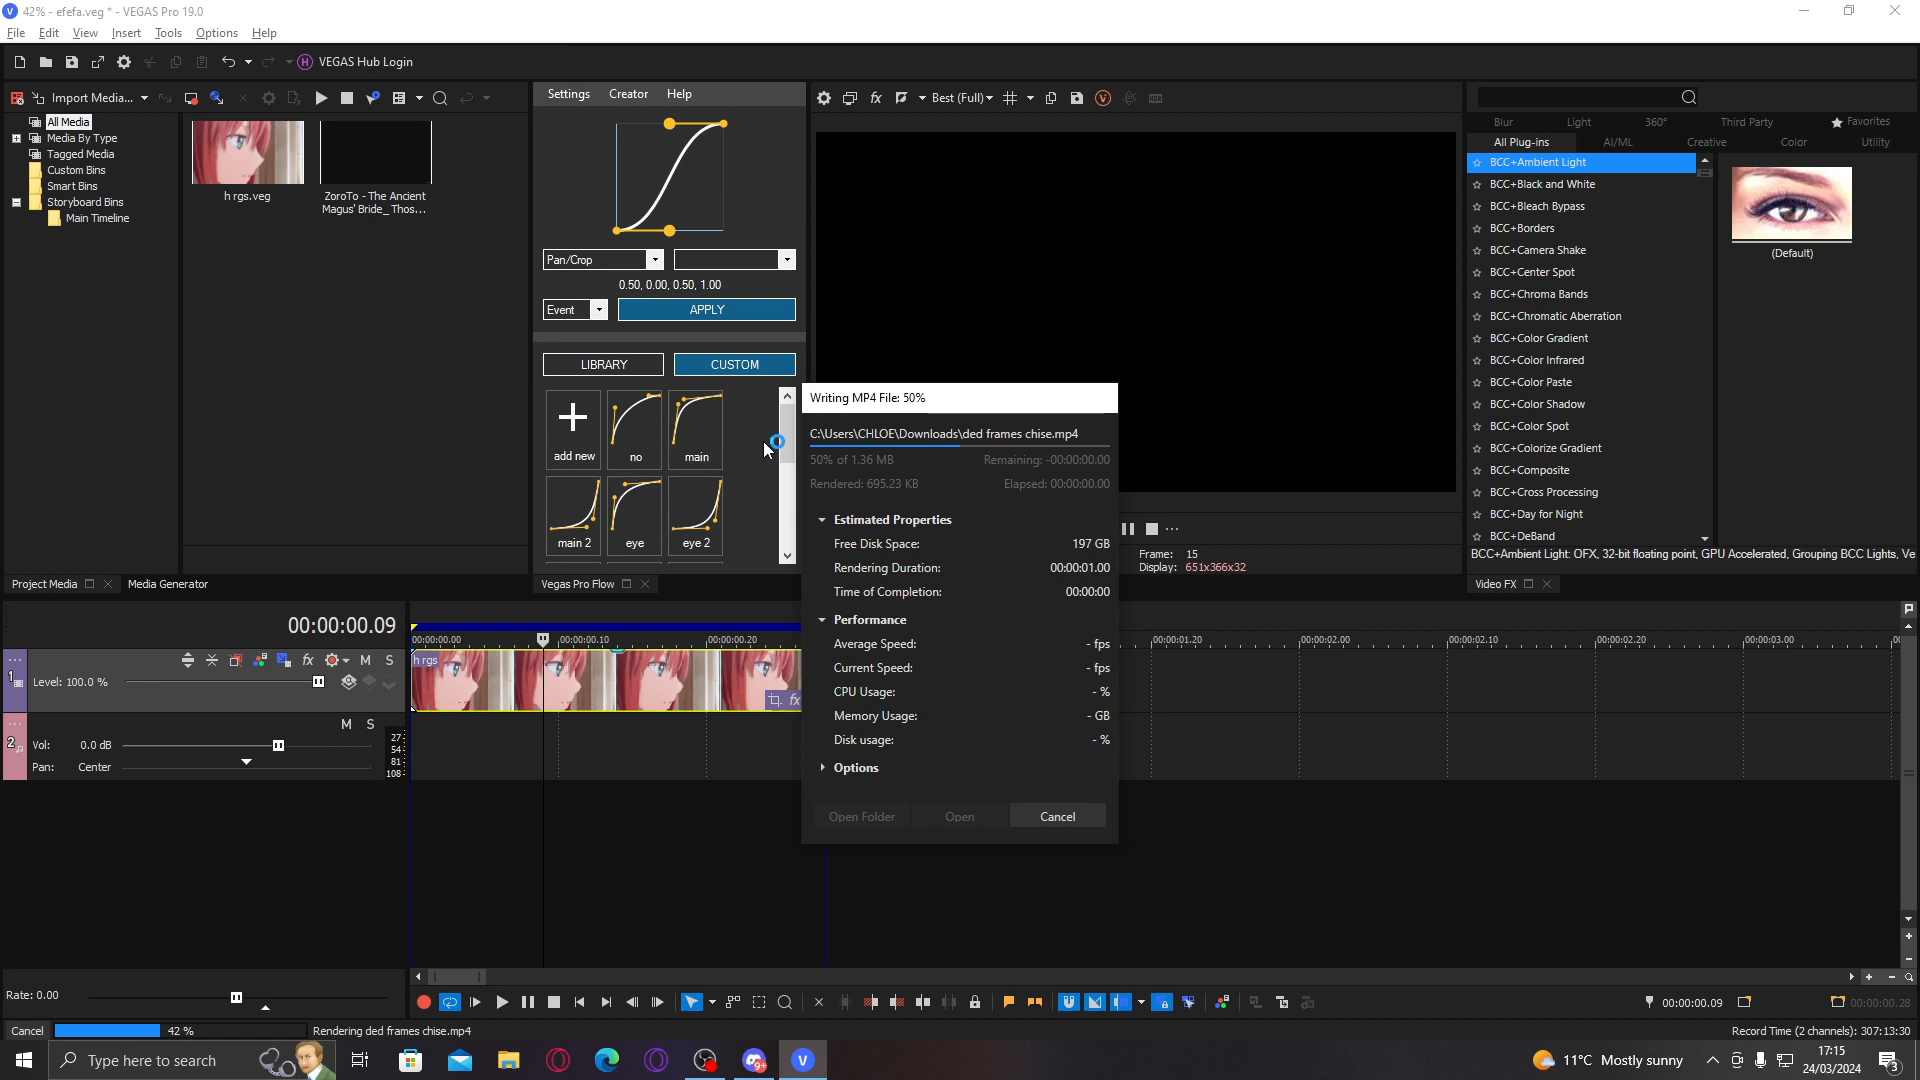 42% - efefa.veg * - VEGAS Pro 19.0
File Edit View Insert Tools Options Help
VEGAS Hub Login
Import Media...
All Media
Media By Type
Tagged Media
Custom Bins
Smart Bins
Storyboard Bins
Main Timeline
h rgs.veg
ZoroTo - The Ancient
Magus' Bride_ Thos...
Project Media
Media Generator
Settings Creator Help
Pan/Crop
0.50, 0.00, 0.50, 1.00
Event
APPLY
LIBRARY
CUSTOM
add new
no
main
main 2
eye
eye 2
Vegas Pro Flow
Best (Full)
Frame: 15
Display: 651x366x32
Writing MP4 File: 50%
C:\Users\CHLOE\Downloads\ded frames chise.mp4
50% of 1.36 MB
Remaining: -00:00:00.00
Rendered: 695.23 KB
Elapsed: 00:00:00.00
Estimated Properties
Free Disk Space: 197 GB
Rendering Duration: 00:00:01.00
Time of Completion: 00:00:00
Performance
Average Speed: - fps
Current Speed: - fps
CPU Usage: - %
Memory Usage: - GB
Disk usage: - %
Options
Open Folder
Open
Cancel
Blur
Light
360°
Third Party
Favorites
All Plug-ins
AI/ML
Creative
Color
Utility
BCC+Ambient Light
BCC+Black and White
BCC+Bleach Bypass
BCC+Borders
BCC+Camera Shake
BCC+Center Spot
BCC+Chroma Bands
BCC+Chromatic Aberration
BCC+Color Gradient
BCC+Color Infrared
BCC+Color Paste
BCC+Color Shadow
BCC+Color Spot
BCC+Colorize Gradient
BCC+Composite
BCC+Cross Processing
BCC+Day for Night
BCC+DeBand
(Default)
BCC+Ambient Light: OFX, 32-bit floating point, GPU Accelerated, Grouping BCC Lights, Ve
Video FX
00:00:00.09
00:00:00.00
00:00:00.10
00:00:00.20
00:00:01.20
00:00:02.00
00:00:02.10
00:00:02.20
00:00:03.00
1
M S
Level: 100.0 %
h rgs
fx
2
M S
Vol: 0.0 dB
Pan: Center
27
54
81
108
Rate: 0.00
00:00:00.09
00:00:00.28
Cancel
42 %
Rendering ded frames chise.mp4
Record Time (2 channels): 307:13:30
Type here to search
9+
11°C Mostly sunny
17:15
24/03/2024
3